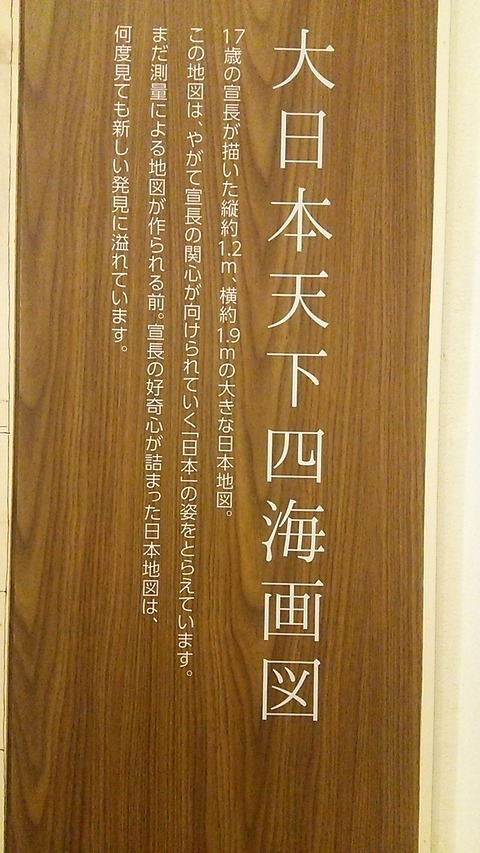 大日本天下四海画図
17歳の宣長が描いた縦約1.2m、横約1.9mの大きな日本地図。
この地図は、やがて宣長の関心が向けられていく「日本」の姿をとらえています。
まだ測量による地図が作られる前。宣長の好奇心が詰まった日本地図は、
何度見ても新しい発見に溢れています。